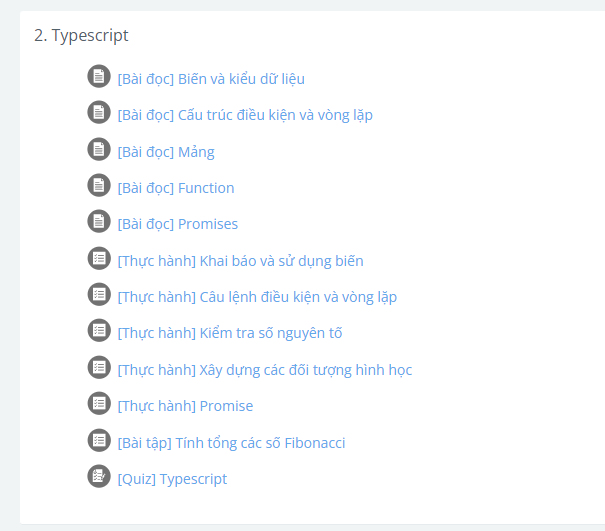 2. Typescript
[Bài đọc] Biến và kiểu dữ liệu
[Bài đọc] Cấu trúc điều kiện và vòng lặp
[Bài đọc] Mảng
[Bài đọc] Function
[Bài đọc] Promises
[Thực hành] Khai báo và sử dụng biến
[Thực hành] Câu lệnh điều kiện và vòng lặp
[Thực hành] Kiểm tra số nguyên tố
[Thực hành] Xây dựng các đối tượng hình học
[Thực hành] Promise
[Bài tập] Tính tổng các số Fibonacci
[Quiz] Typescript